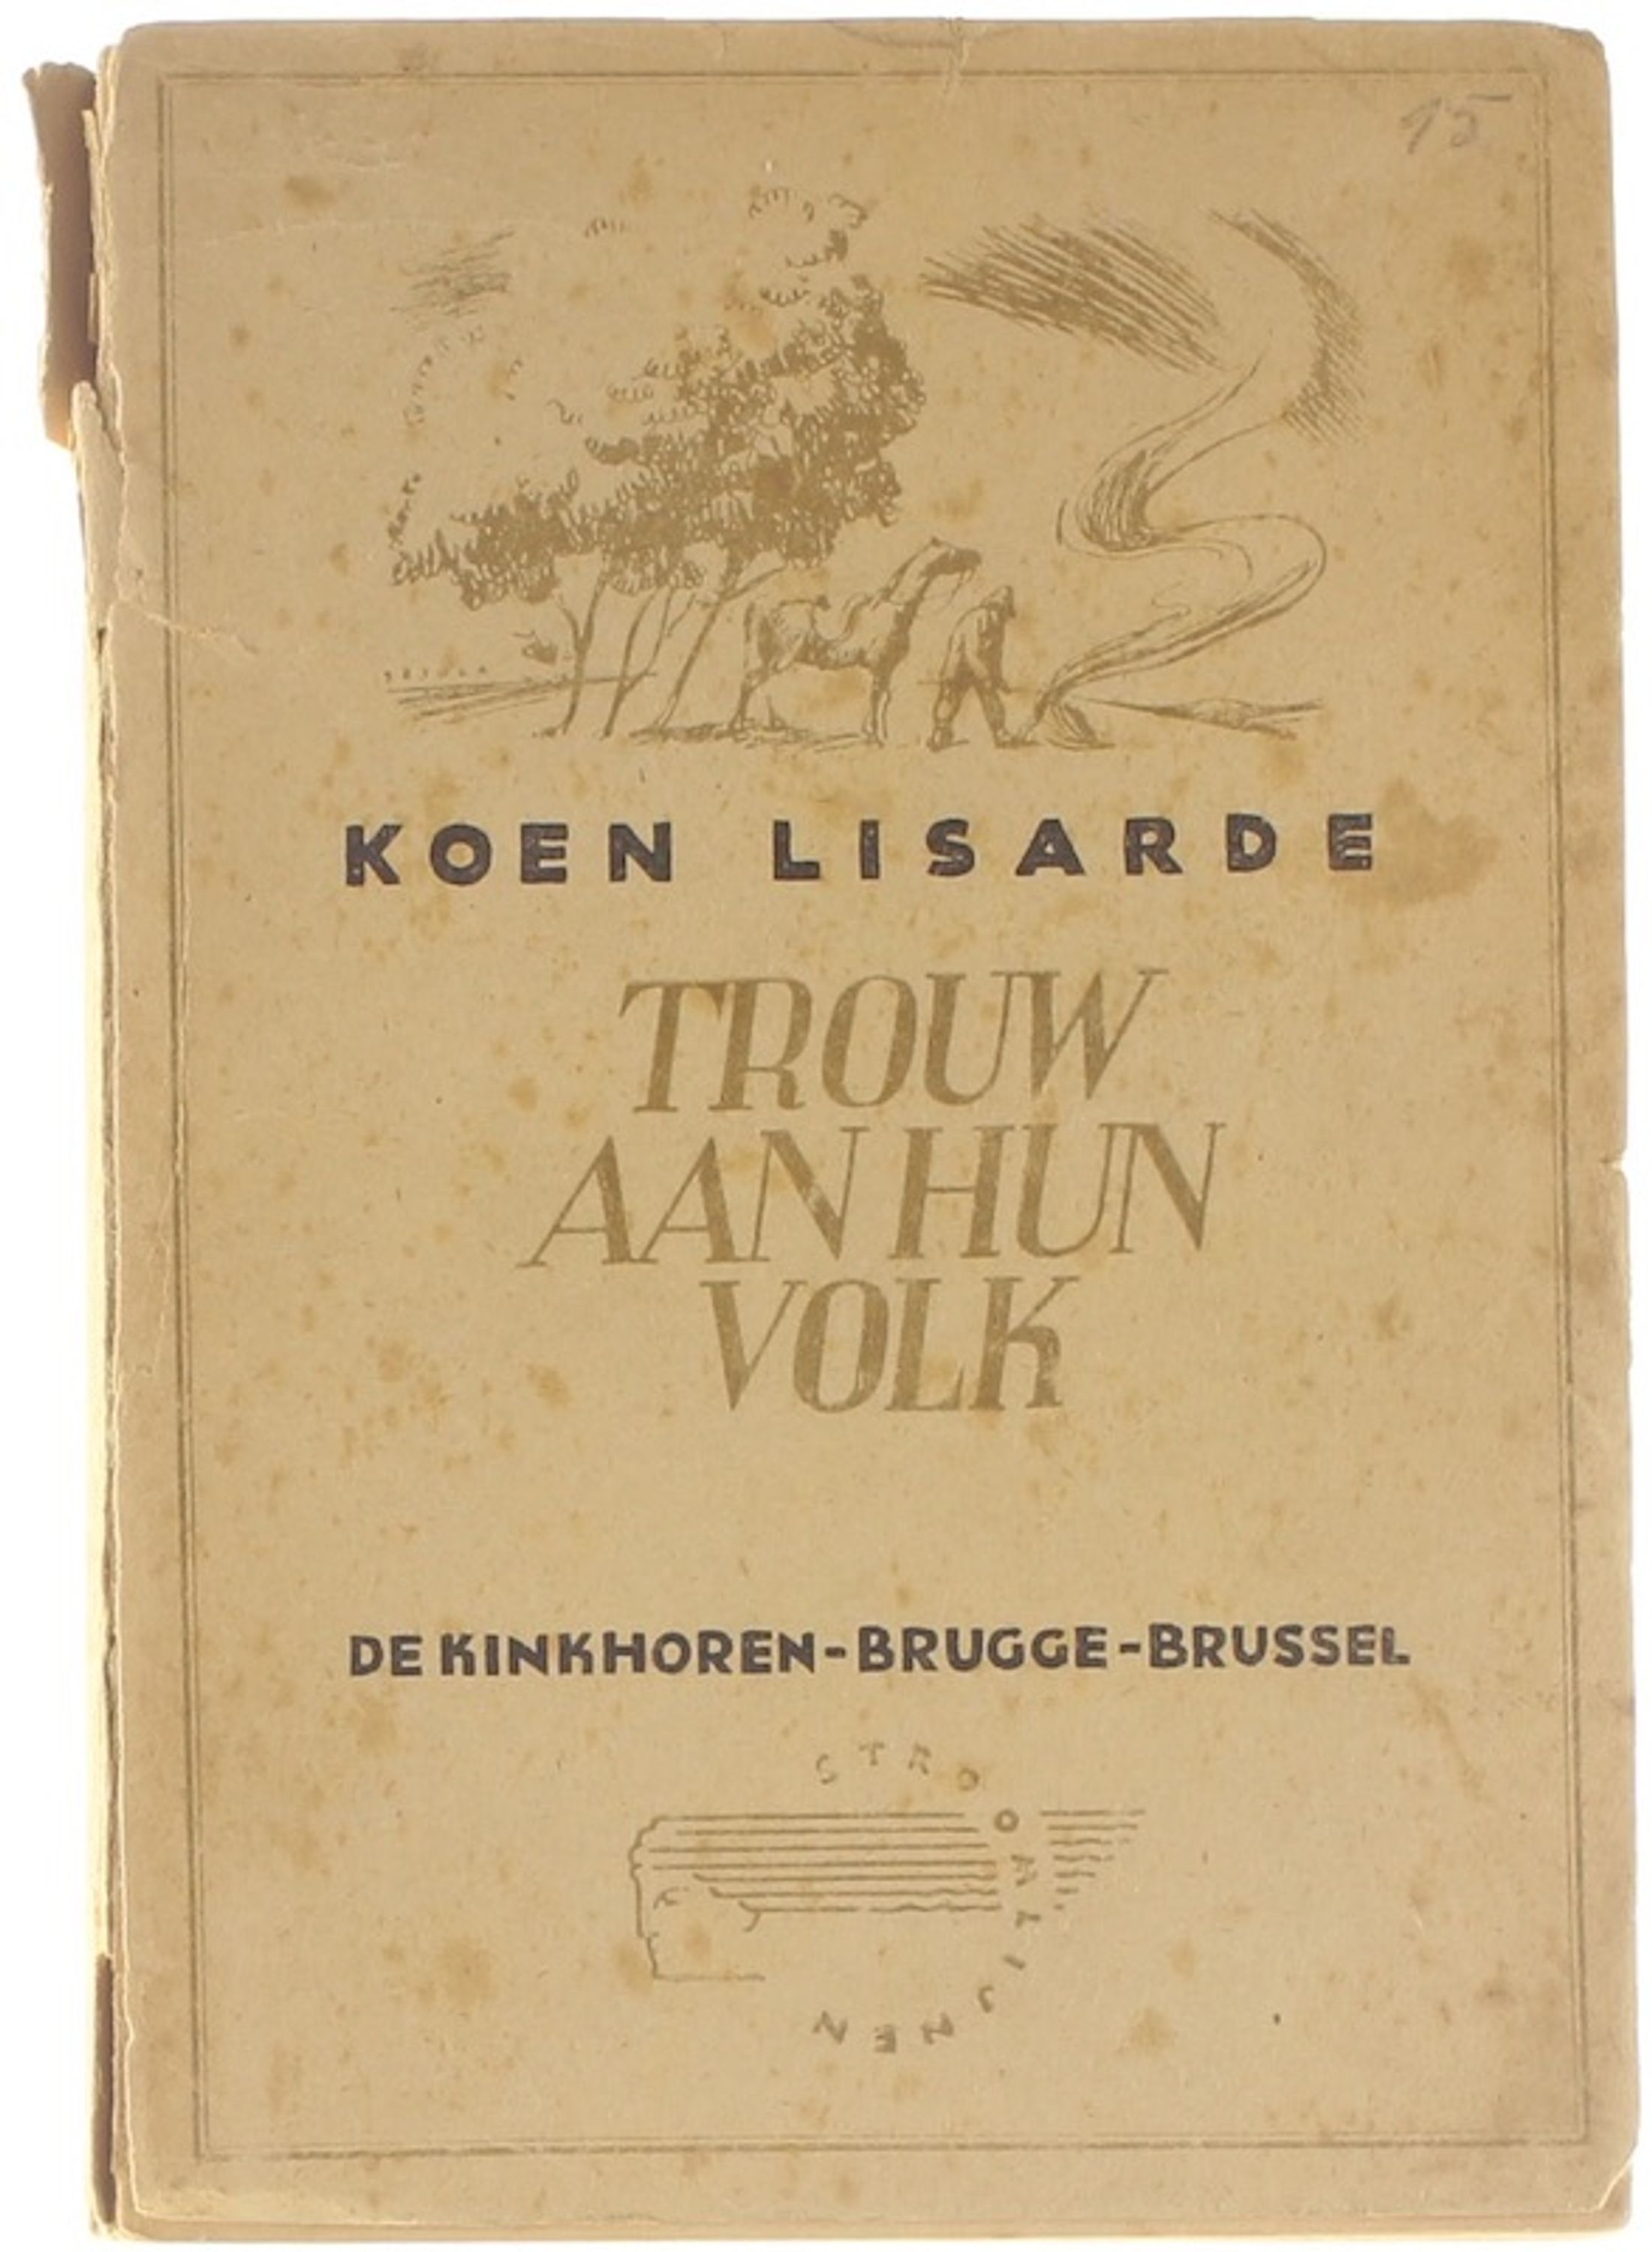 15
KOEN LISARDE
TROUW
AAN HUN
VOLK
DE KINKHOREN-BRUGGE-BRUSSEL
STROOMLIJNEN